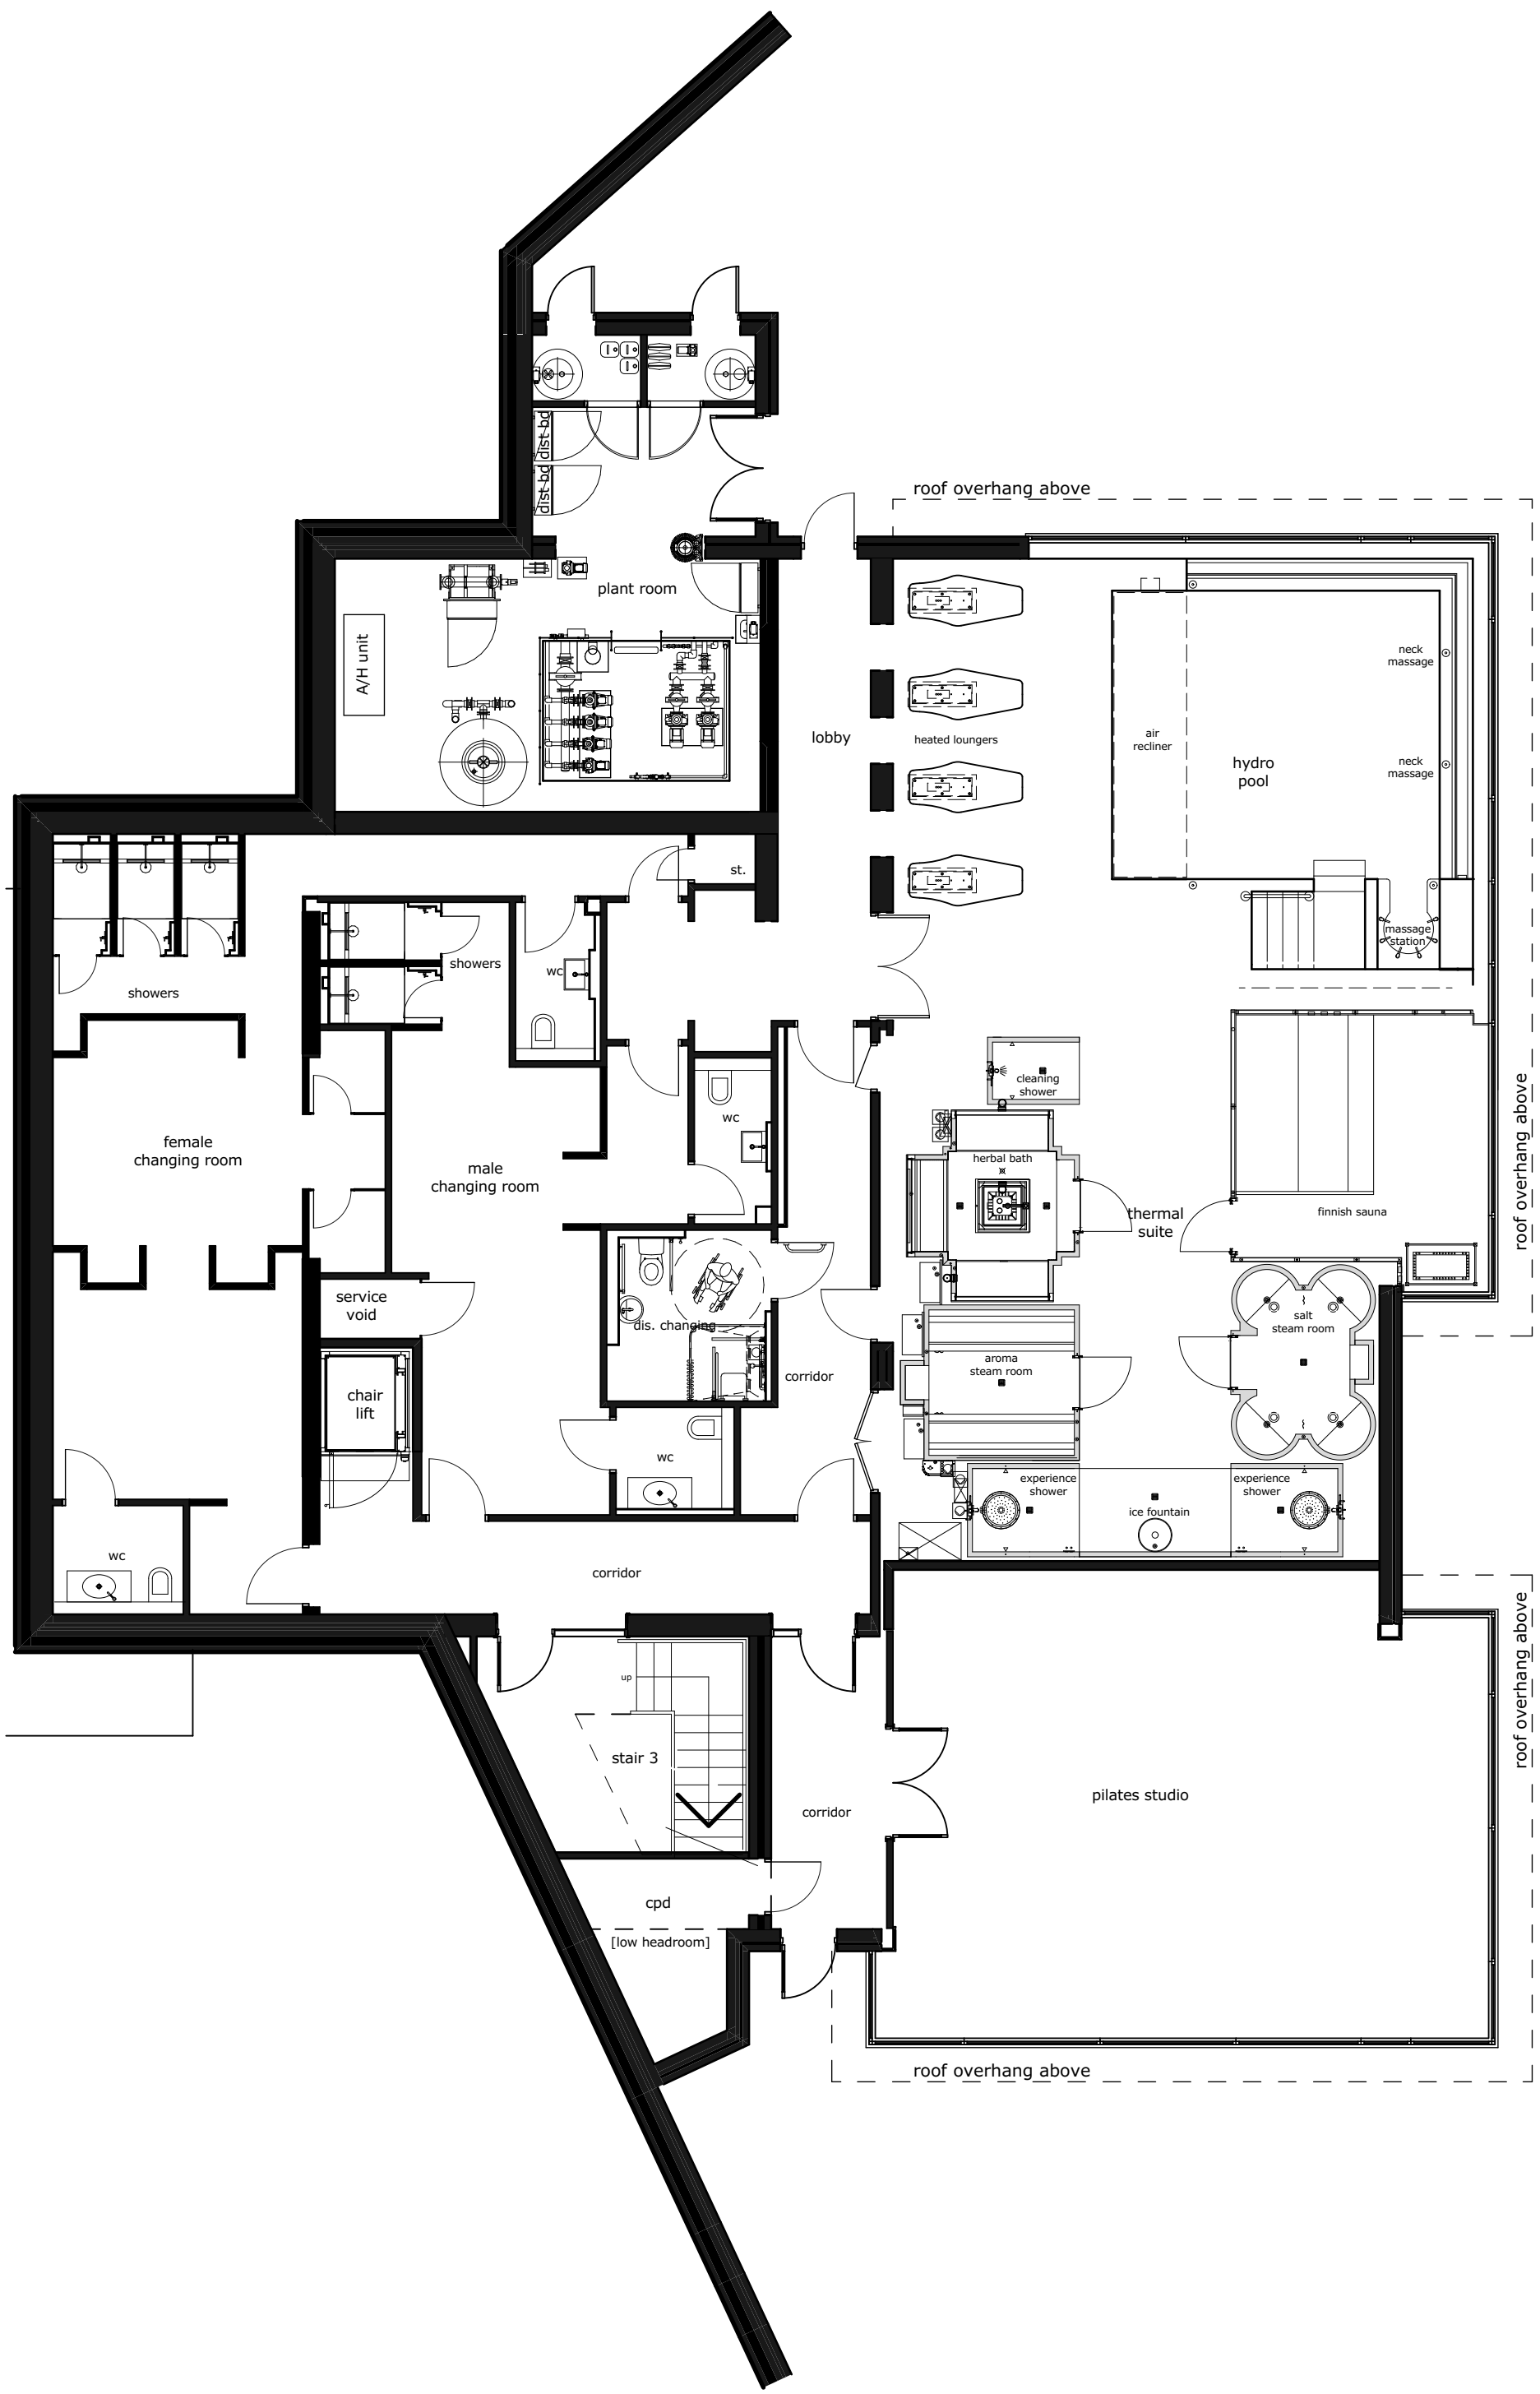 roof overhang above
dist bd
dist bd
plant room
A/H unit
lobby
heated loungers
air
recliner
hydro
pool
neck
massage
neck
massage
massage
station
st.
showers
wc
showers
cleaning
shower
wc
herbal bath
female
changing room
male
changing room
thermal
suite
finnish sauna
roof overhang above
service
void
dis. changing
salt
steam room
aroma
steam room
corridor
chair
lift
wc
experience
shower
ice fountain
experience
shower
wc
corridor
up
stair 3
corridor
pilates studio
roof overhang above
cpd
[low headroom]
roof overhang above